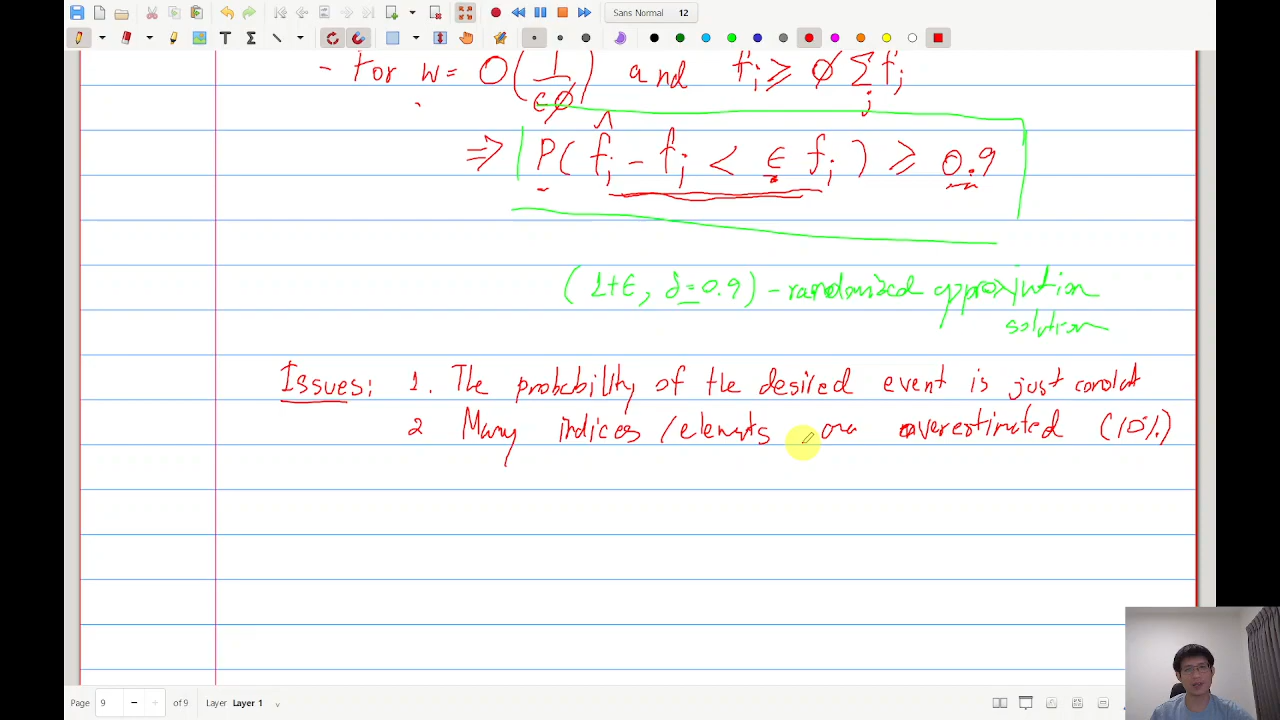 Sans Normal 12
- For w = O(1/εϕ) and fi ≥ ϕ Σj fj
⇒ P( f̂i - fi < ε fi ) ≥ 0.9
(1+ε, δ=0.9) - randomized approximation
solution
Issues: 1. The probability of the desired event is just constat
2 Many indices / elements are overestimated (10%)
Page 9 of 9 Layer Layer 1